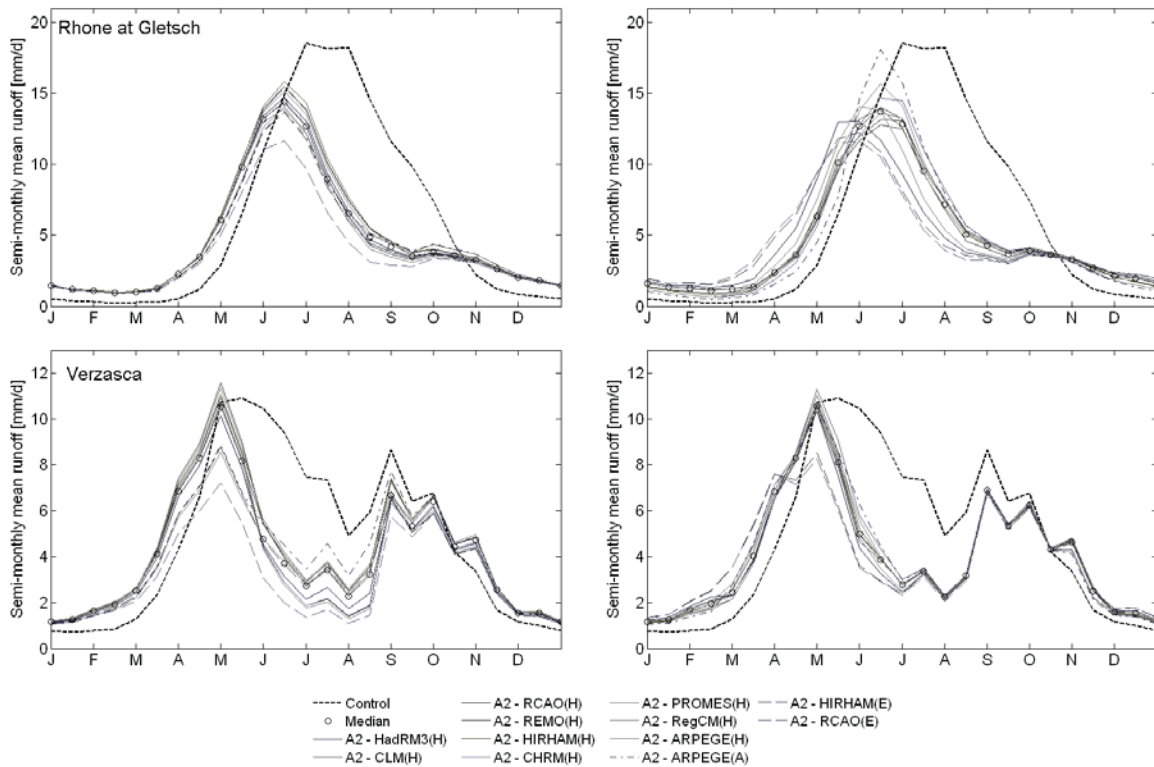 Rhone at Gletsch
Semi-monthly mean runoff [mm/d]
20
15
10
5
0
J F M A M J J A S O N D
Semi-monthly mean runoff [mm/d]
20
15
10
5
0
J F M A M J J A S O N D
Verzasca
Semi-monthly mean runoff [mm/d]
12
10
8
6
4
2
0
J F M A M J J A S O N D
Semi-monthly mean runoff [mm/d]
12
10
8
6
4
2
0
J F M A M J J A S O N D
Control
Median
A2 - HadRM3(H)
A2 - CLM(H)
A2 - RCAO(H)
A2 - REMO(H)
A2 - HIRHAM(H)
A2 - CHRM(H)
A2 - PROMES(H)
A2 - RegCM(H)
A2 - ARPEGE(H)
A2 - ARPEGE(A)
A2 - HIRHAM(E)
A2 - RCAO(E)